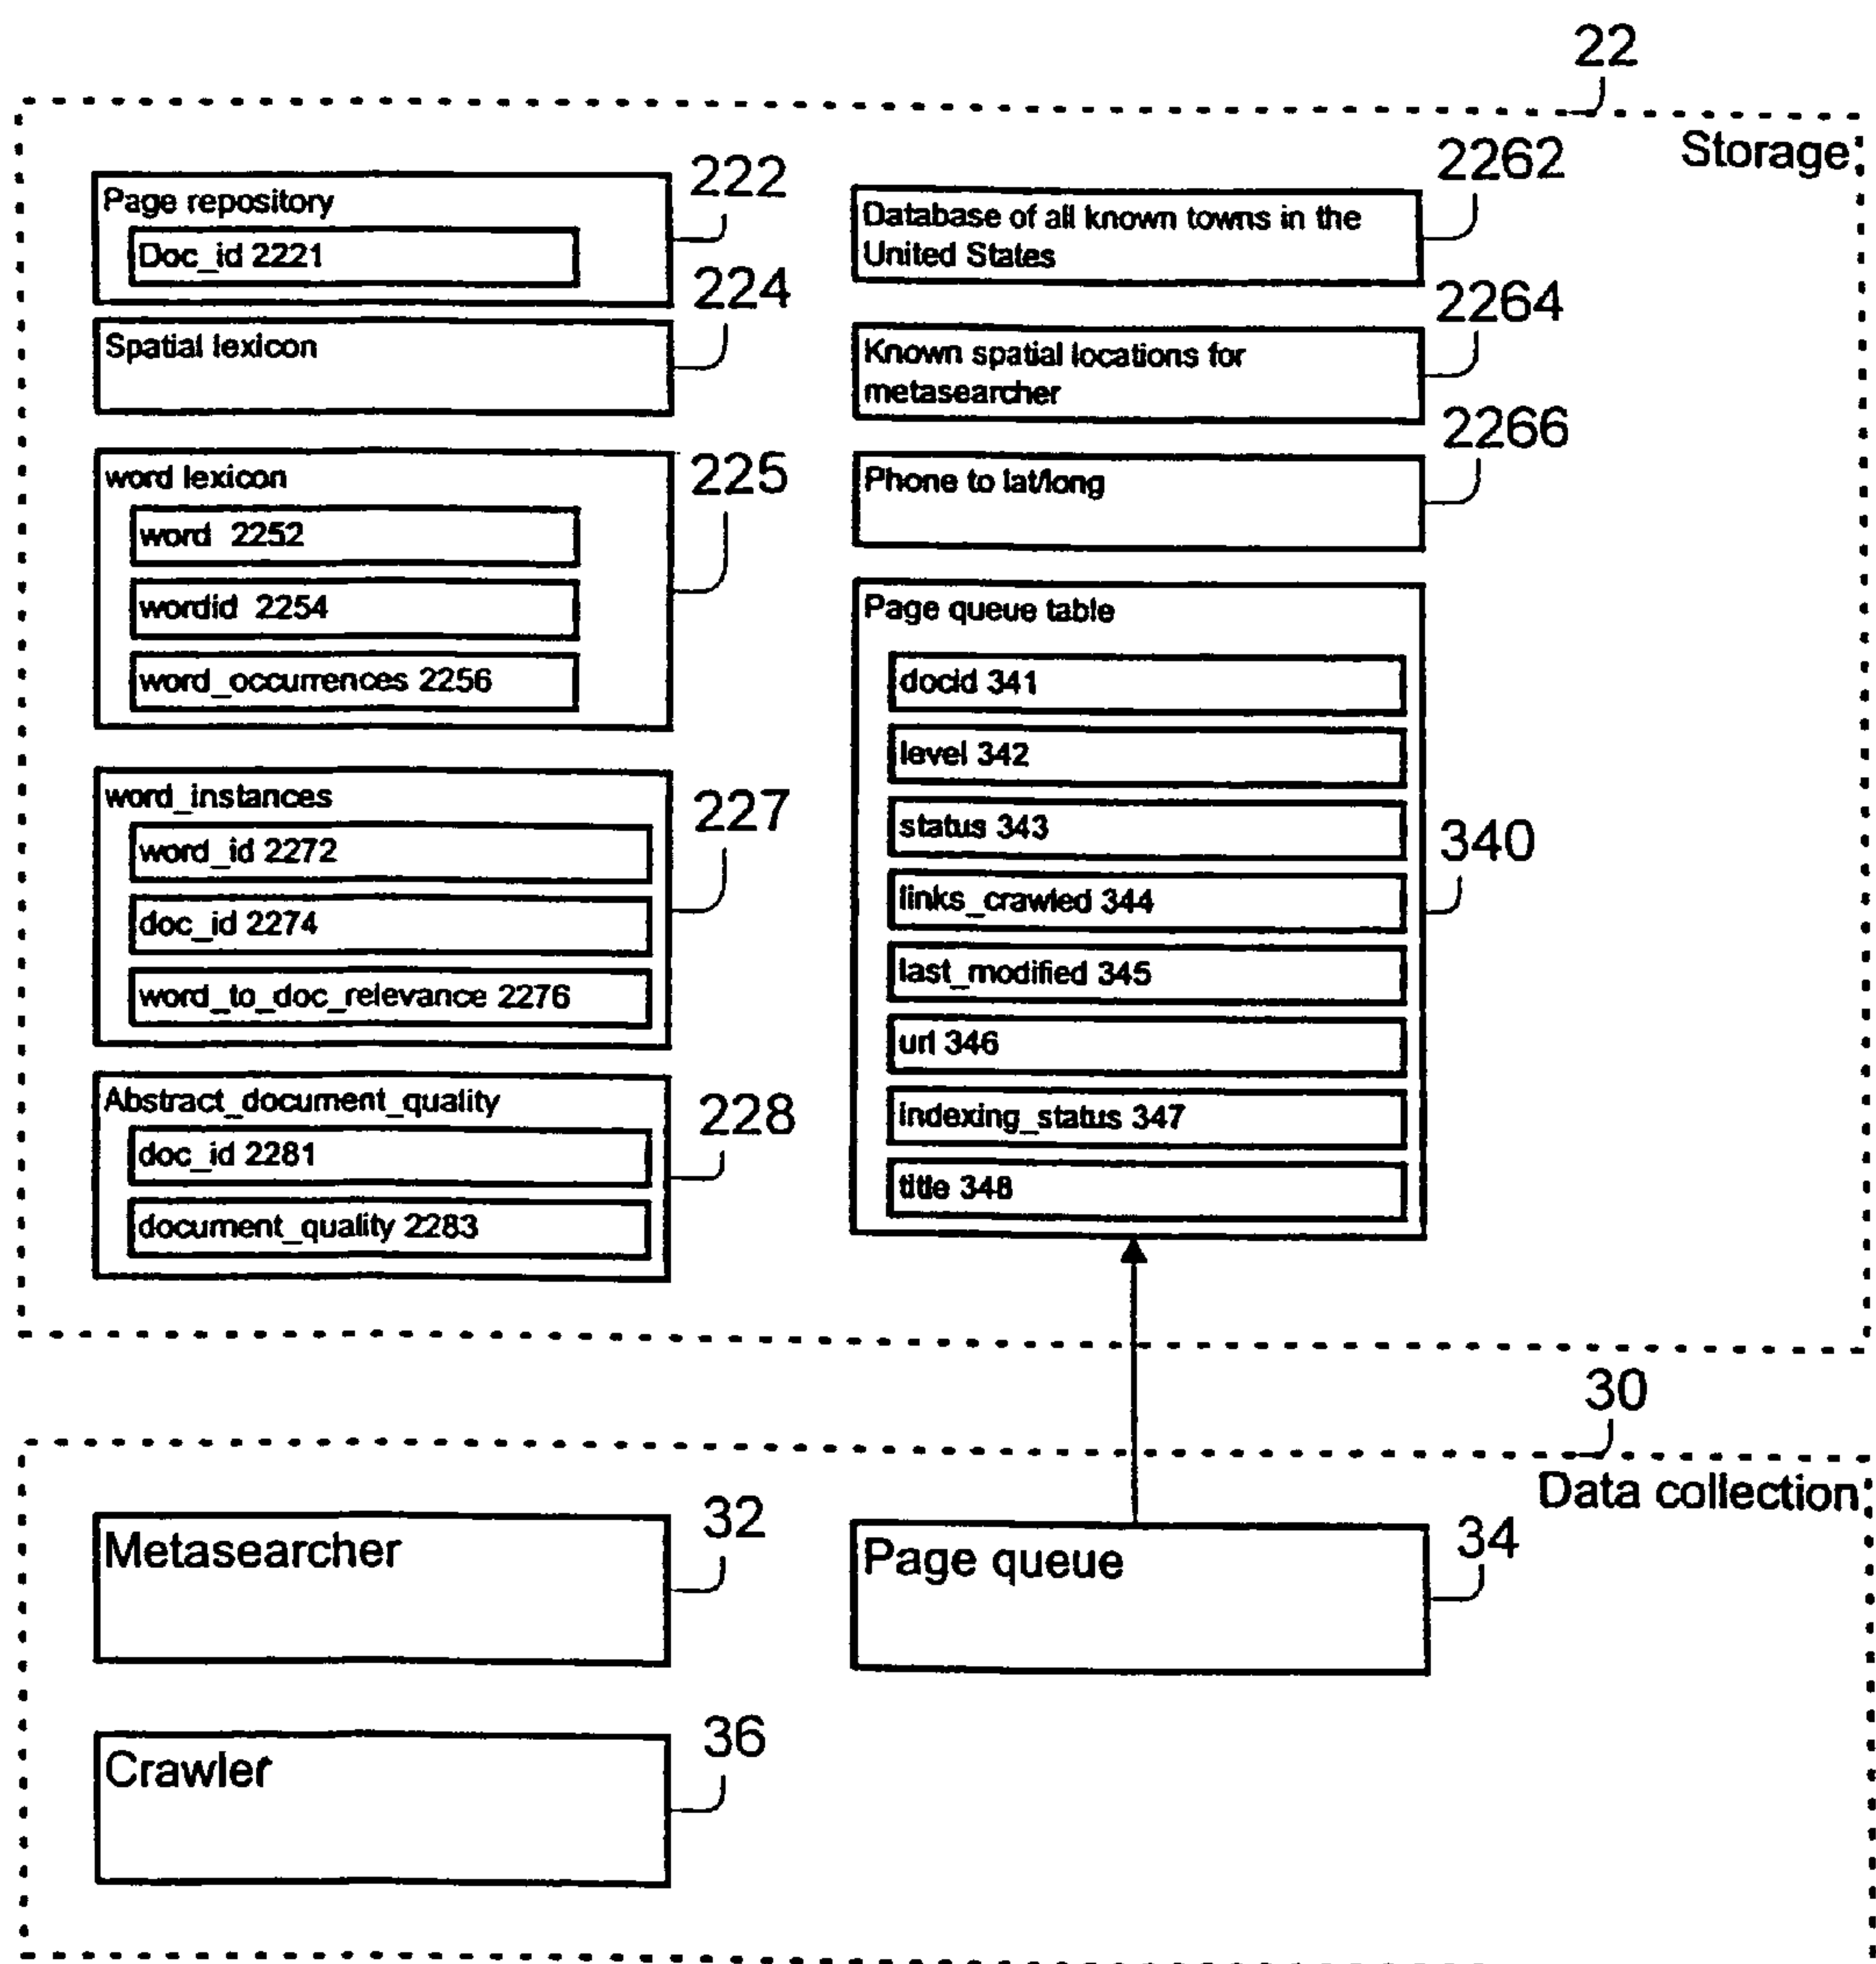 22
Storage
Page repository
Doc_id 2221
222
Spatial lexicon
224
word lexicon
word 2252
wordid 2254
word_occurrences 2256
225
word_instances
word_id 2272
doc_id 2274
word_to_doc_relevance 2276
227
Abstract_document_quality
doc_id 2281
document_quality 2283
228
Database of all known towns in the
United States
2262
Known spatial locations for
metasearcher
2264
Phone to lat/long
2266
Page queue table
docid 341
level 342
status 343
links_crawled 344
last_modified 345
url 346
indexing_status 347
title 348
340
30
Data collection
Metasearcher
32
Page queue
34
Crawler
36